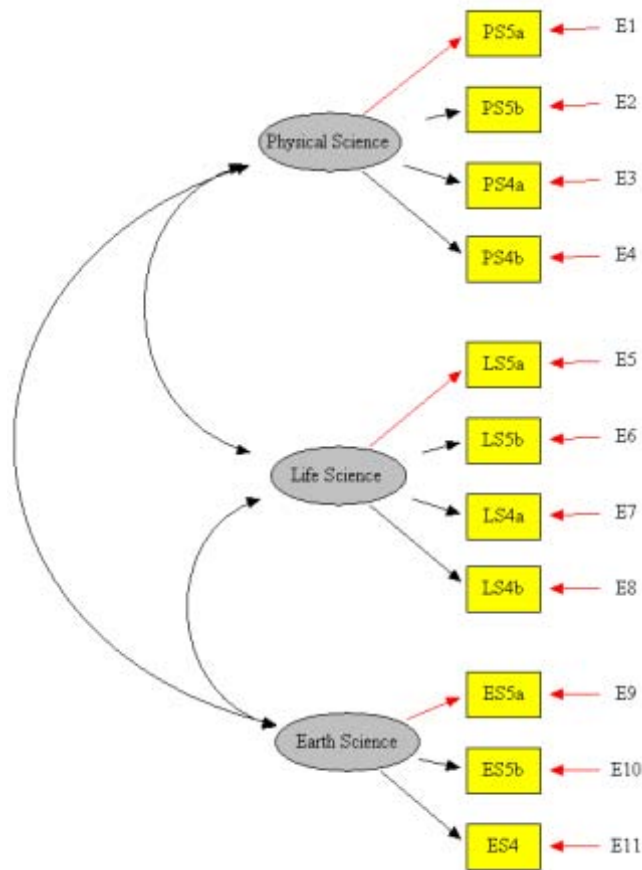 PS5a
E1
PS5b
E2
Physical Science
PS4a
E3
PS4b
E4
LS5a
E5
LS5b
E6
Life Science
LS4a
E7
LS4b
E8
ES5a
E9
Earth Science
ES5b
E10
ES4
E11